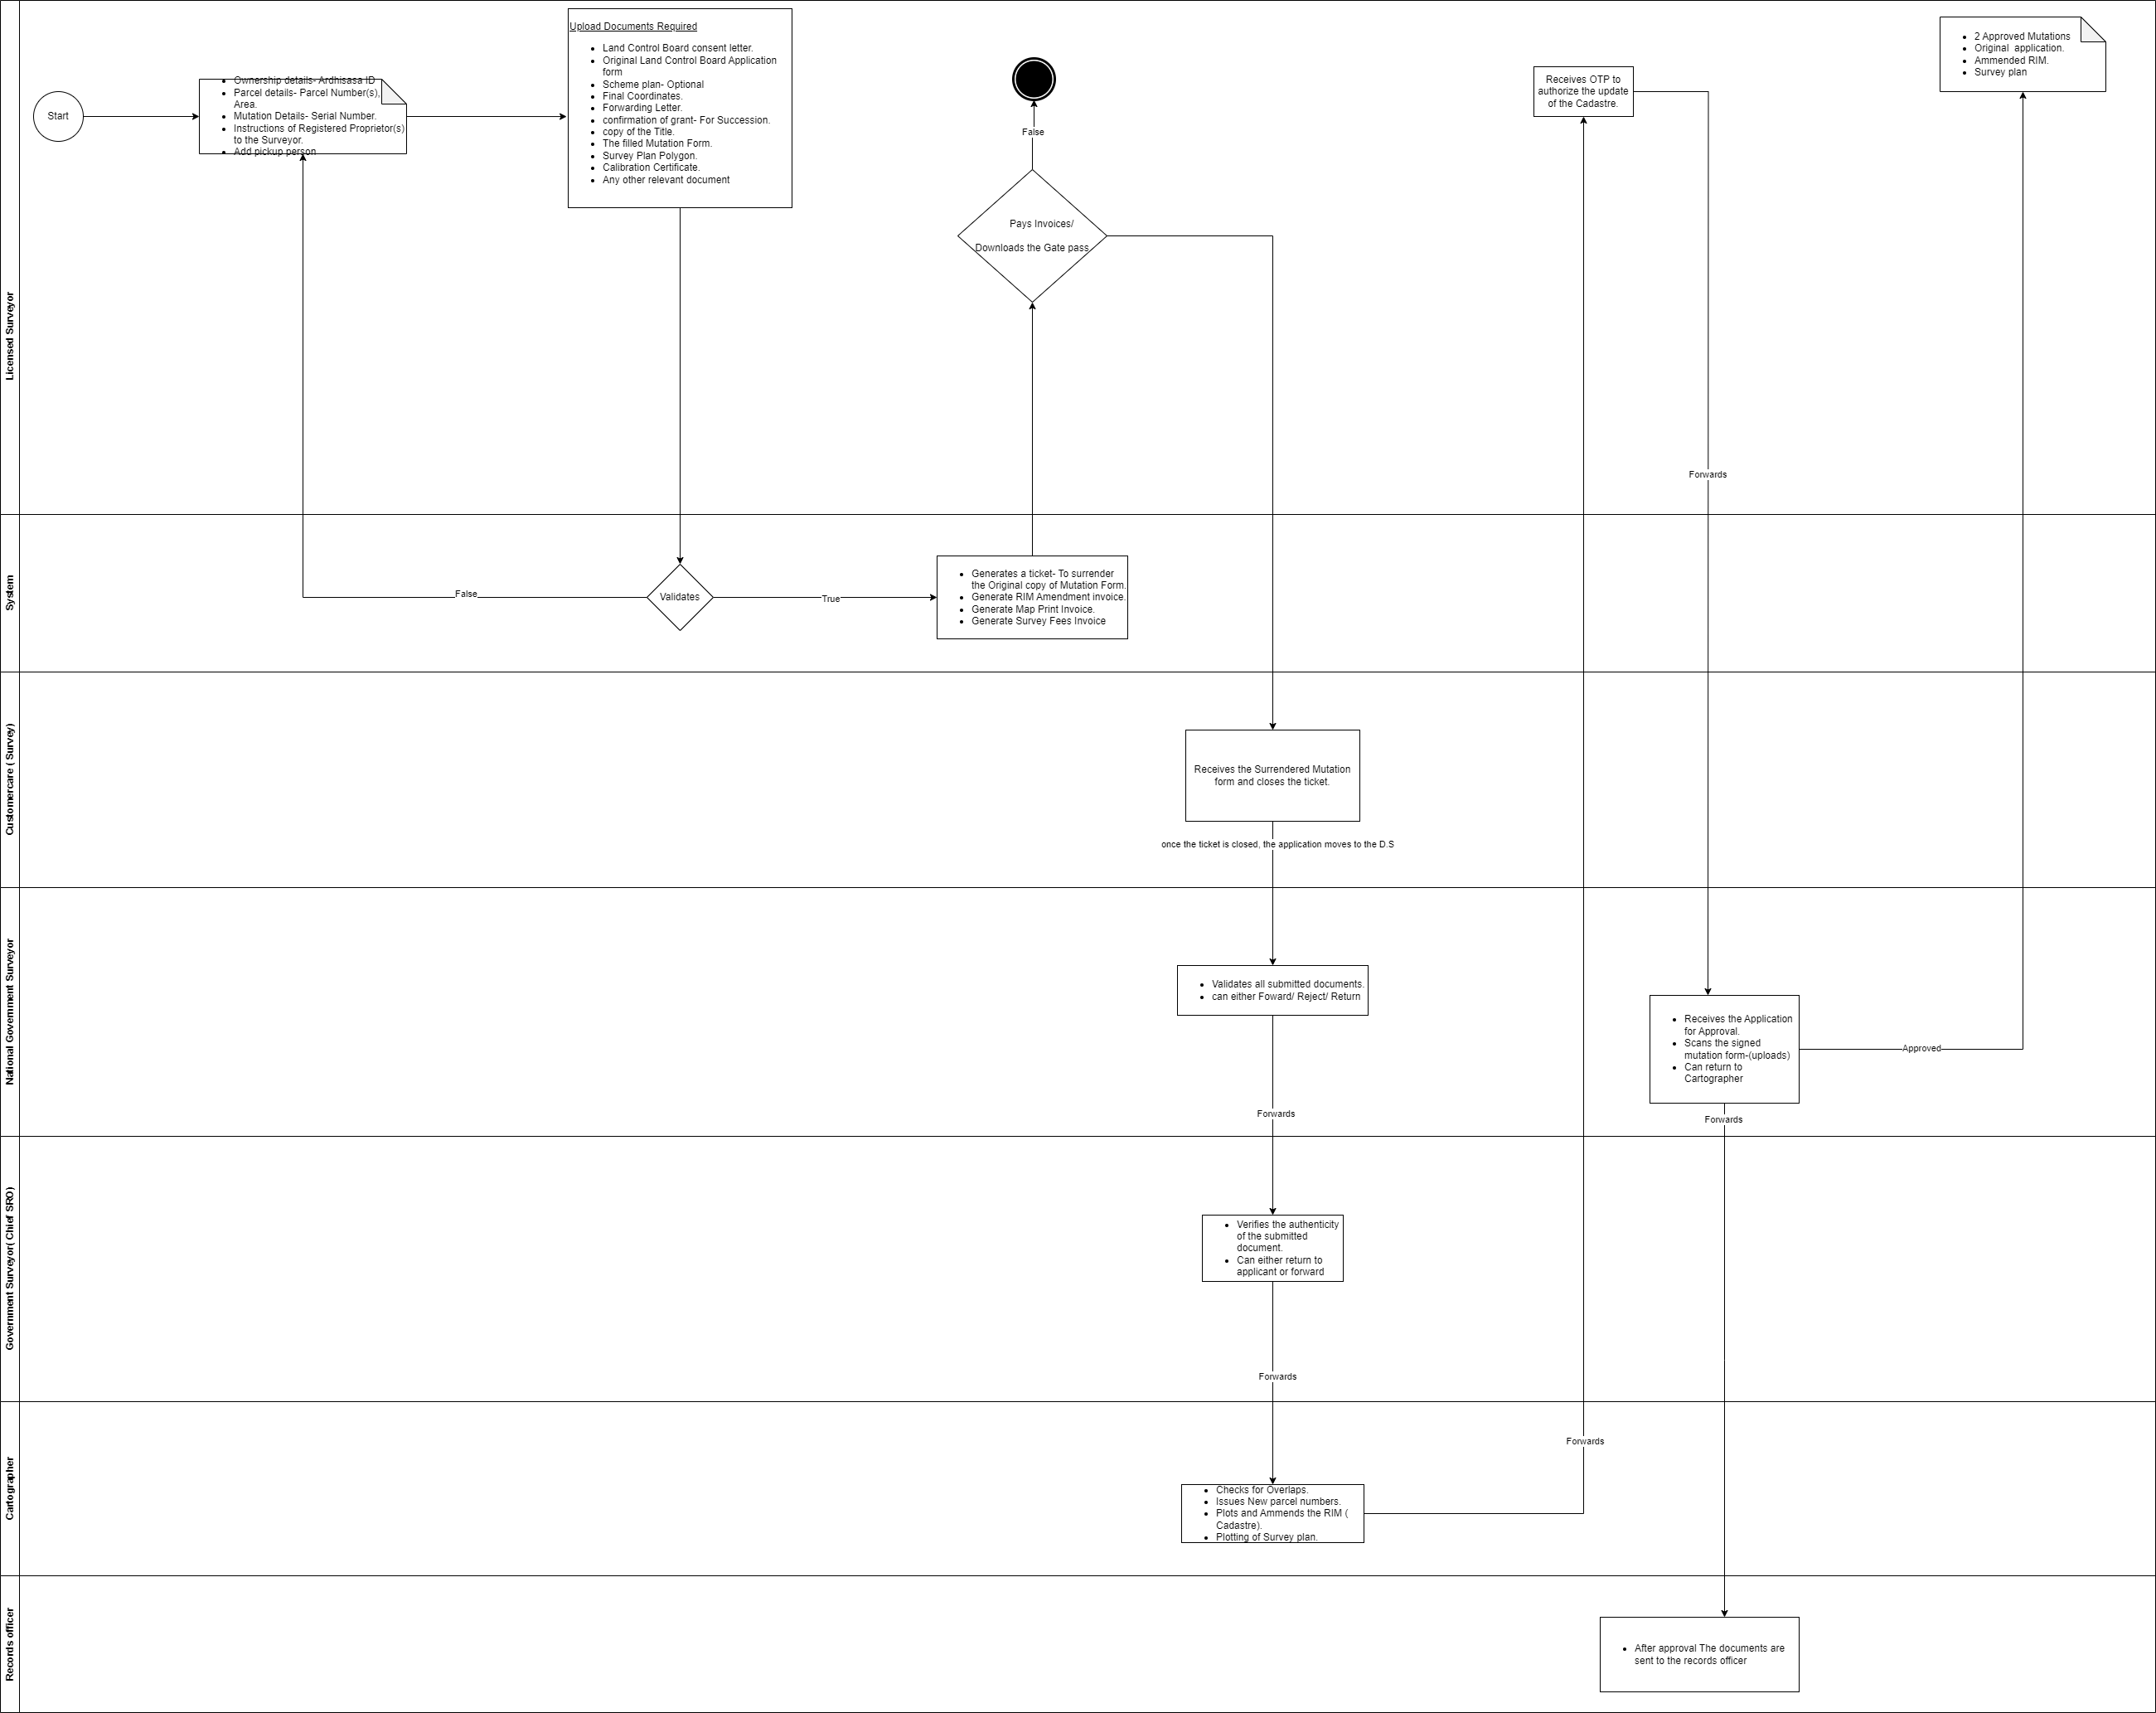 Licensed Surveyor
Start
Ownership details- Ardhisasa ID
Parcel details- Parcel Number(s),
Area.
Mutation Details- Serial Number.
Instructions of Registered Proprietor(s)
to the Surveyor.
Add pickup person
Upload Documents Required
Land Control Board consent letter.
Original Land Control Board Application
form
Scheme plan- Optional
Final Coordinates.
Forwarding Letter.
confirmation of grant- For Succession.
copy of the Title.
The filled Mutation Form.
Survey Plan Polygon.
Calibration Certificate.
Any other relevant document
False
Pays Invoices/
Downloads the Gate pass
Receives OTP to
authorize the update
of the Cadastre.
Forwards
2 Approved Mutations
Original  application.
Ammended RIM.
Survey plan
System
False
Validates
True
Generates a ticket- To surrender
the Original copy of Mutation Form.
Generate RIM Amendment invoice.
Generate Map Print Invoice.
Generate Survey Fees Invoice
Customercare ( Survey)
Receives the Surrendered Mutation
form and closes the ticket.
once the ticket is closed, the application moves to the D.S
National Government Surveyor
Validates all submitted documents.
can either Foward/ Reject/ Return
Forwards
Receives the Application
for Approval.
Scans the signed
mutation form-(uploads)
Can return to
Cartographer
Approved
Forwards
Government Surveyor( Chief SRO)
Verifies the authenticity
of the submitted
document.
Can either return to
applicant or forward
Forwards
Cartographer
Checks for Overlaps.
Issues New parcel numbers.
Plots and Ammends the RIM (
Cadastre).
Plotting of Survey plan.
Forwards
Records officer
After approval The documents are
sent to the records officer